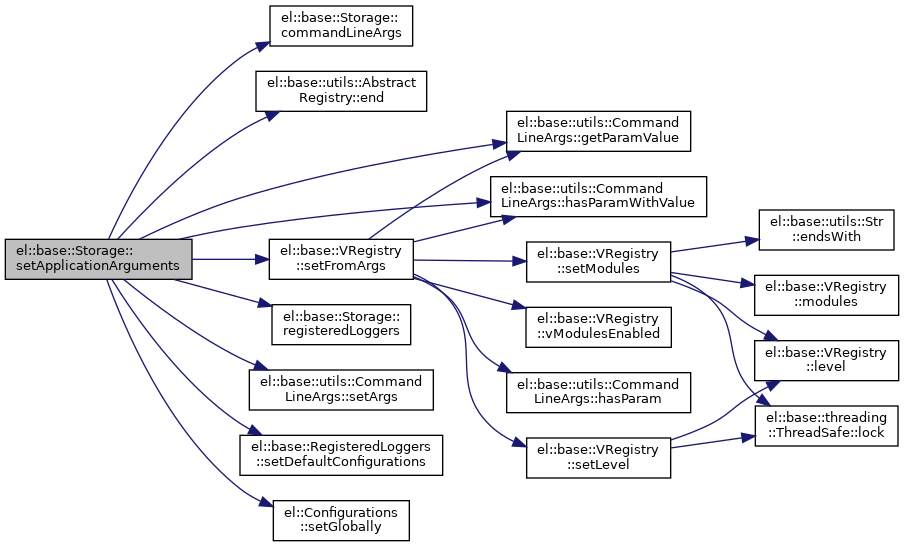 el::base::Storage::
commandLineArgs
el::base::utils::Abstract
Registry::end
el::base::utils::Command
LineArgs::getParamValue
el::base::utils::Command
LineArgs::hasParamWithValue
el::base::Storage::
setApplicationArguments
el::base::VRegistry
::setFromArgs
el::base::VRegistry
::setModules
el::base::utils::Str
::endsWith
el::base::VRegistry
::modules
el::base::Storage::
registeredLoggers
el::base::VRegistry
::vModulesEnabled
el::base::VRegistry
::level
el::base::utils::Command
LineArgs::setArgs
el::base::utils::Command
LineArgs::hasParam
el::base::threading
::ThreadSafe::lock
el::base::RegisteredLoggers
::setDefaultConfigurations
el::base::VRegistry
::setLevel
el::Configurations
::setGlobally